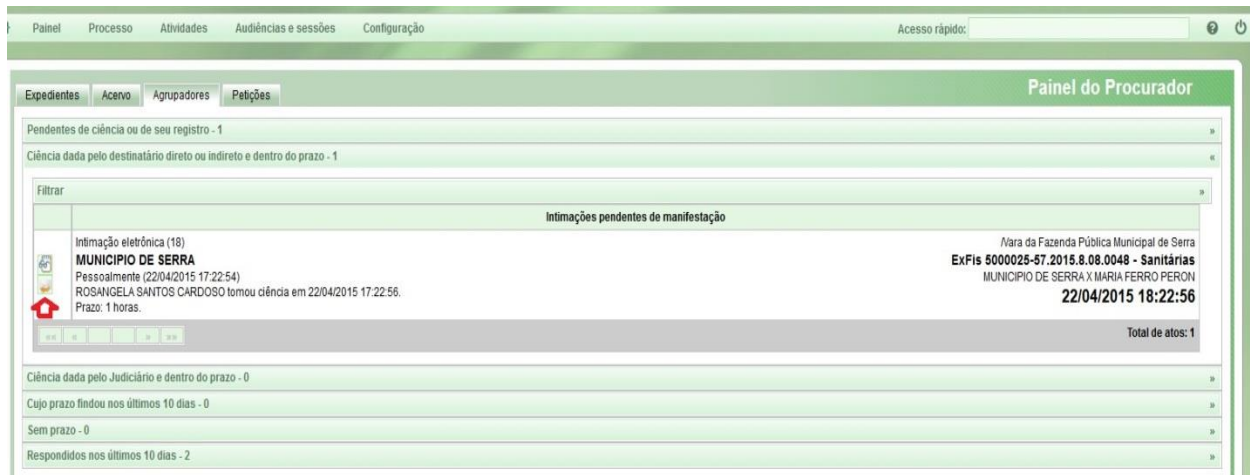 Painel Processo Atividades Audiências e sessões Configuração Acesso rápido:
Painel do Procurador
Expedientes Acervo Agrupadores Petições
Pendentes de ciência ou de seu registro - 1 »
Ciência dada pelo destinatário direto ou indireto e dentro do prazo - 1 «
Filtrar »
Intimações pendentes de manifestação
Intimação eletrônica (18)
MUNICIPIO DE SERRA
Pessoalmente (22/04/2015 17:22:54)
ROSANGELA SANTOS CARDOSO tomou ciência em 22/04/2015 17:22:56.
Prazo: 1 horas.
/Vara da Fazenda Pública Municipal de Serra
ExFis 5000025-57.2015.8.08.0048 - Sanitárias
MUNICIPIO DE SERRA X MARIA FERRO PERON
22/04/2015 18:22:56
«« « » »»
Total de atos: 1
Ciência dada pelo Judiciário e dentro do prazo - 0 »
Cujo prazo findou nos últimos 10 dias - 0 »
Sem prazo - 0 »
Respondidos nos últimos 10 dias - 2 »